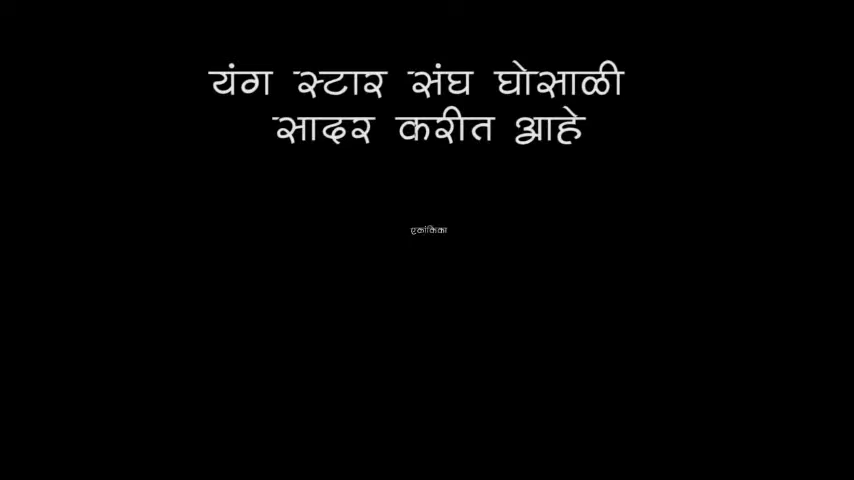 यंग स्टार संघ घोसाळी
सादर करीत आहे
एकांकिका